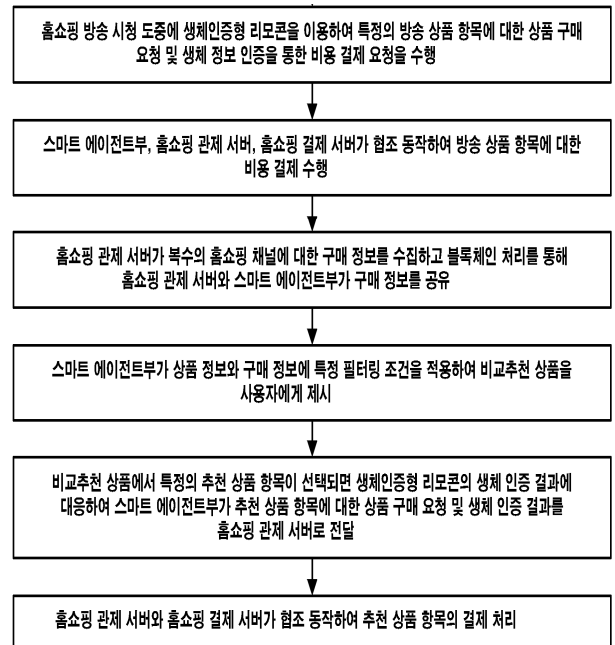 홈쇼핑 방송 시청 도중에 생체인증형 리모콘을 이용하여 특정의 방송 상품 항목에 대한 상품 구매
요청 및 생체 정보 인증을 통한 비용 결제 요청을 수행
스마트 에이전트부, 홈쇼핑 관제 서버, 홈쇼핑 결제 서버가 협조 동작하여 방송 상품 항목에 대한
비용 결제 수행
홈쇼핑 관제 서버가 복수의 홈쇼핑 채널에 대한 구매 정보를 수집하고 블록체인 처리를 통해
홈쇼핑 관제 서버와 스마트 에이전트부가 구매 정보를 공유
스마트 에이전트부가 상품 정보와 구매 정보에 특정 필터링 조건을 적용하여 비교추천 상품을
사용자에게 제시
비교추천 상품에서 특정의 추천 상품 항목이 선택되면 생체인증형 리모콘의 생체 인증 결과에
대응하여 스마트 에이전트부가 추천 상품 항목에 대한 상품 구매 요청 및 생체 인증 결과를
홈쇼핑 관제 서버로 전달
홈쇼핑 관제 서버와 홈쇼핑 결제 서버가 협조 동작하여 추천 상품 항목의 결제 처리